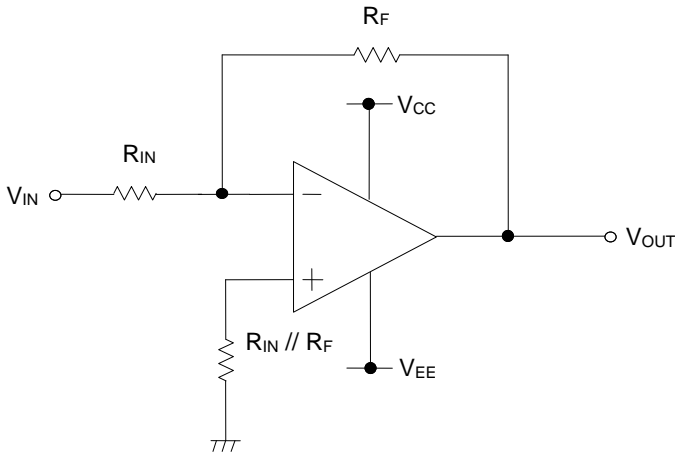 RF
VCC
RIN
VIN
−
VOUT
+
RIN // RF
VEE